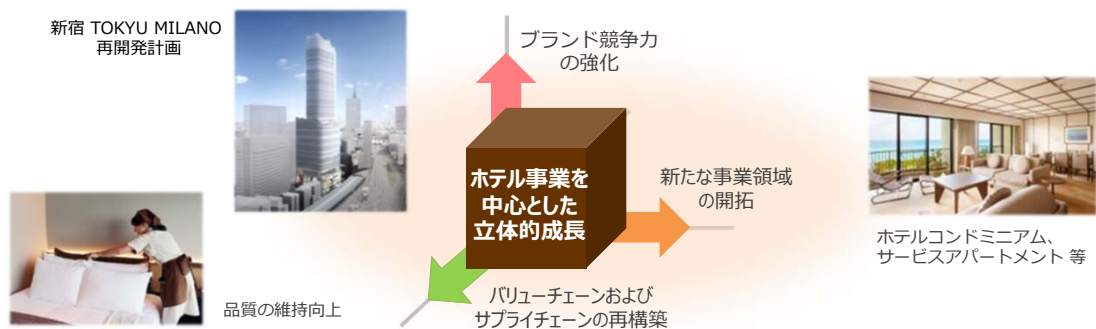 新宿 TOKYU MILANO
再開発計画
ブランド競争力
の強化
ホテル事業を
中心とした
立体的成長
新たな事業領域
の開拓
ホテルコンドミニアム、
サービスアパートメント 等
品質の維持向上
バリューチェーンおよび
サプライチェーンの再構築